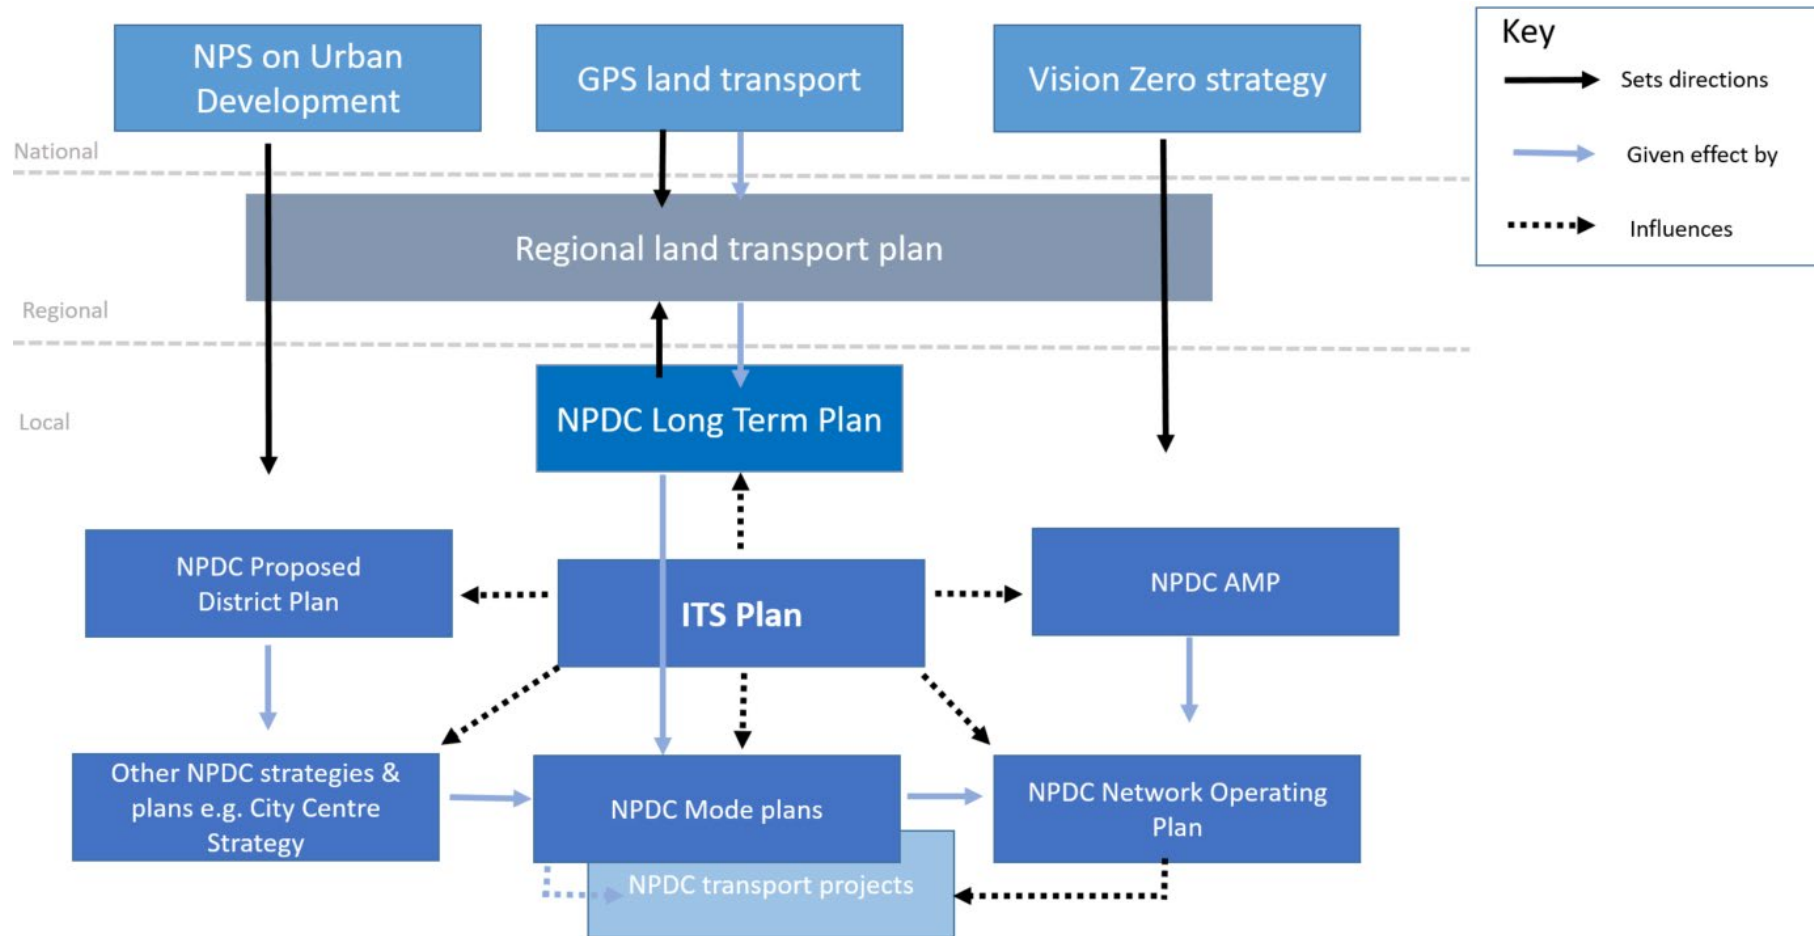 NPS on Urban
Development
GPS land transport
Vision Zero strategy
Key
Sets directions
Given effect by
Influences
National
Regional land transport plan
Regional
NPDC Long Term Plan
Local
NPDC Proposed
District Plan
ITS Plan
NPDC AMP
Other NPDC strategies &
plans e.g. City Centre
Strategy
NPDC Mode plans
NPDC Network Operating
Plan
NPDC transport projects